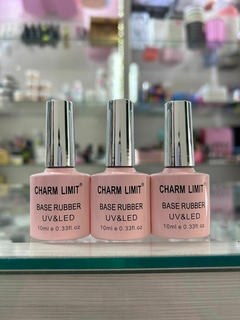 CHARM LIMIT®
BASE RUBBER
UV&LED
10ml e 0.33fl.oz
CHARM LIMIT®
BASE RUBBER
UV&LED
10ml e 0.33fl.oz
CHARM LIMIT®
BASE RUBBER
UV&LED
10ml e 0.33fl.oz